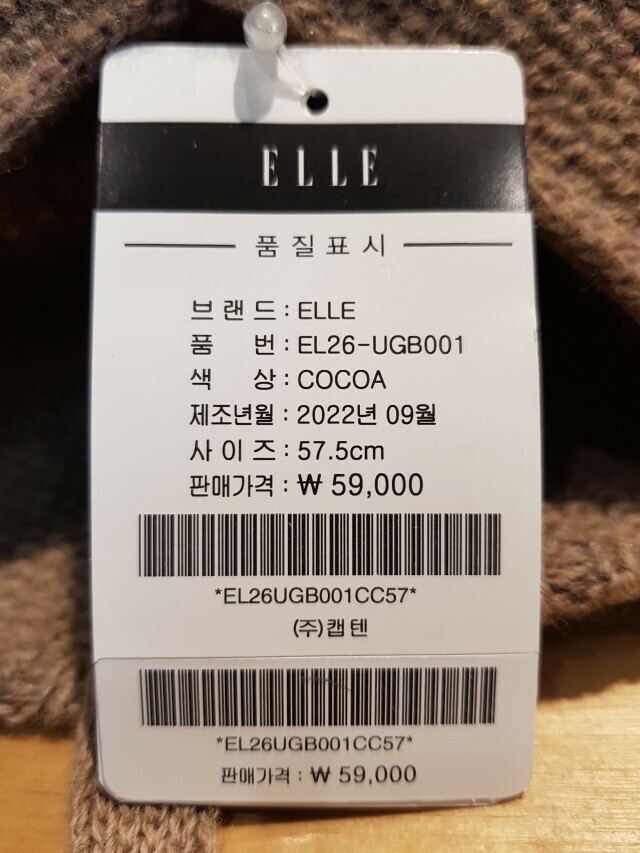 ELLE
품질표시
브랜드 : ELLE
품 번 : EL26-UGB001
색 상 : COCOA
제조년월 : 2022년 09월
사이즈 : 57.5cm
판매가격 : ₩ 59,000
*EL26UGB001CC57*
(주)캡텐
*EL26UGB001CC57*
판매가격 : ₩ 59,000